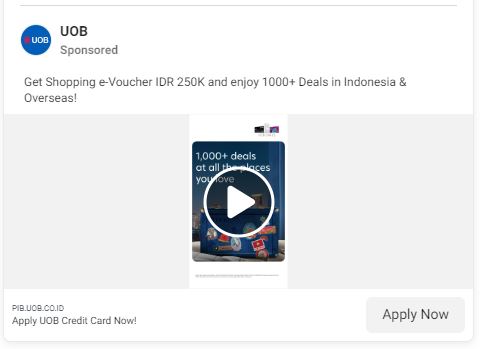 UOB
UOB
Sponsored
Get Shopping e-Voucher IDR 250K and enjoy 1000+ Deals in Indonesia &
Overseas!
1,000+ deals
at all the places
you love
PIB.UOB.CO.ID
Apply UOB Credit Card Now!
Apply Now